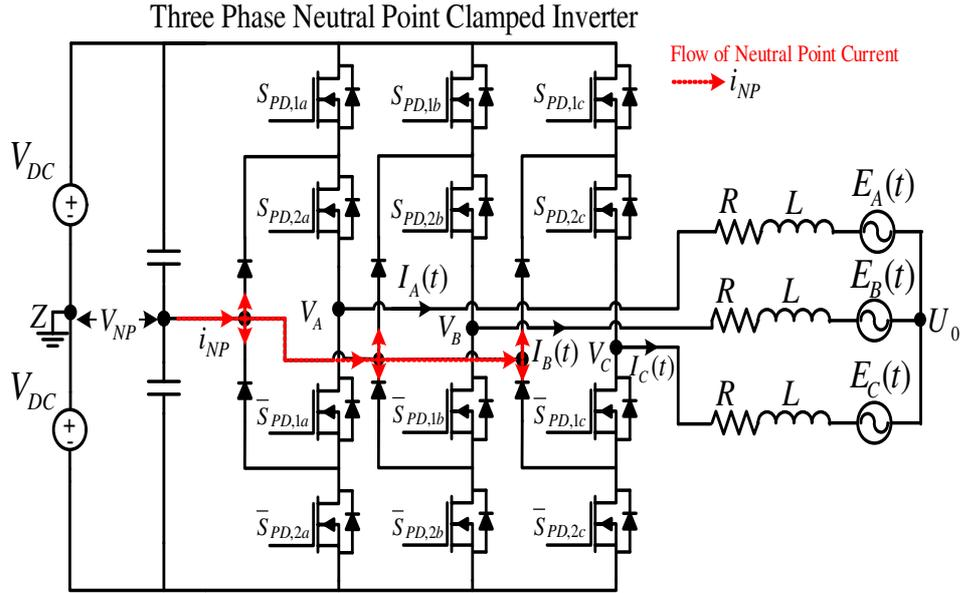 Three Phase Neutral Point Clamped Inverter
Flow of Neutral Point Current
i_NP
S_PD,1a
S_PD,1b
S_PD,1c
V_DC
S_PD,2a
S_PD,2b
S_PD,2c
R L E_A(t)
I_A(t)
Z V_NP
i_NP
V_A
V_B
I_B(t)
V_C
I_C(t)
R L E_B(t)
U_0
V_DC
R L E_C(t)
S̅_PD,1a
S̅_PD,1b
S̅_PD,1c
S̅_PD,2a
S̅_PD,2b
S̅_PD,2c